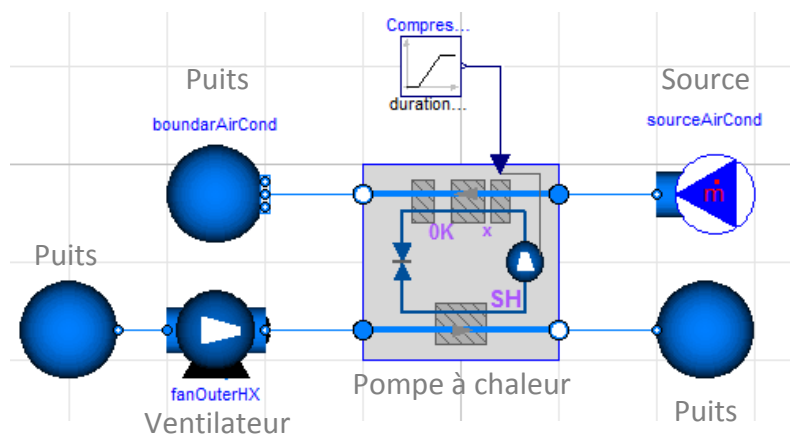 Compres...
duration...
Puits
Source
boundarAirCond
sourceAirCond
ṁ
0K
x
Puits
SH
fanOuterHX
Pompe à chaleur
Ventilateur
Puits